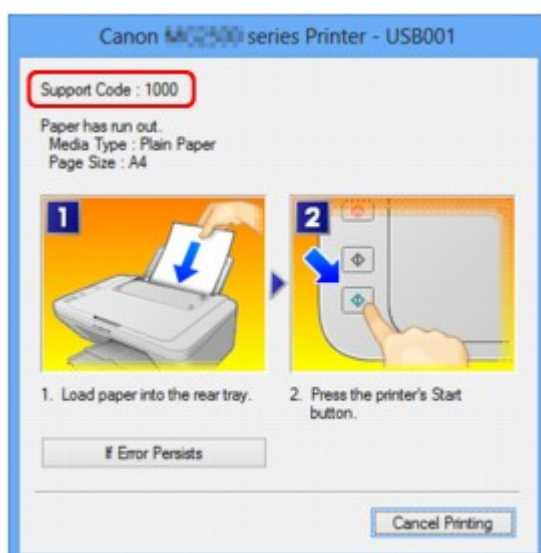 Canon series Printer - USB001
Support Code : 1000
Paper has run out.
Media Type : Plain Paper
Page Size : A4
1
2
1. Load paper into the rear tray.
2. Press the printer's Start
button.
If Error Persists
Cancel Printing